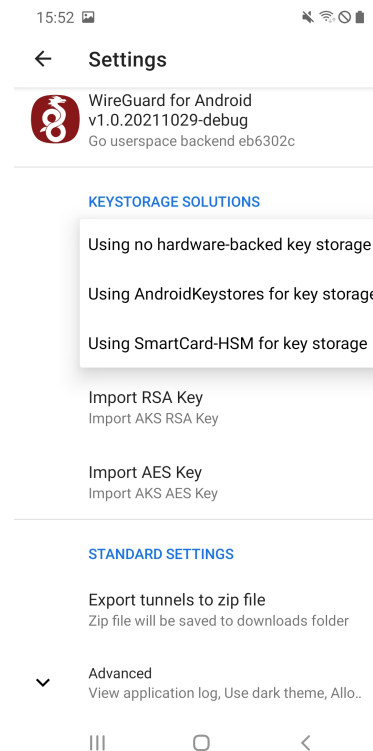 15:52
Settings
WireGuard for Android
v1.0.20211029-debug
Go userspace backend eb6302c
KEYSTORAGE SOLUTIONS
Using no hardware-backed key storage
Using AndroidKeystores for key storage
Using SmartCard-HSM for key storage
Import RSA Key
Import AKS RSA Key
Import AES Key
Import AKS AES Key
STANDARD SETTINGS
Export tunnels to zip file
Zip file will be saved to downloads folder
Advanced
View application log, Use dark theme, Allo..